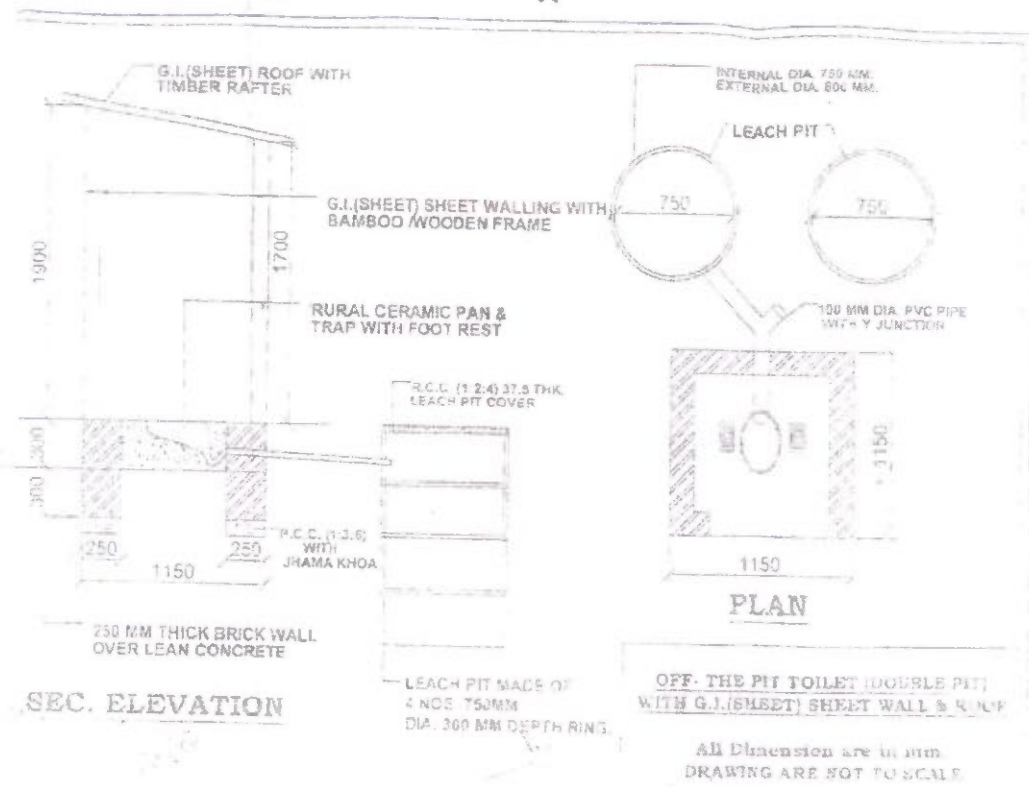 G.I.(SHEET) ROOF WITH
TIMBER RAFTER
G.I.(SHEET) SHEET WALLING WITH
BAMBOO /WOODEN FRAME
1900
1700
RURAL CERAMIC PAN &
TRAP WITH FOOT REST
R.C.C. (1:2:4) 37.5 THK.
LEACH PIT COVER
300
300
250
250
1150
P.C.C. (1:3:6)
WITH
JHAMA KHOA
250 MM THICK BRICK WALL
OVER LEAN CONCRETE
SEC. ELEVATION
LEACH PIT MADE OF
4 NOS. 750MM
DIA. 300 MM DEPTH RING.
INTERNAL DIA. 750 MM.
EXTERNAL DIA. 800 MM.
LEACH PIT
750
750
100 MM DIA. PVC PIPE
WITH Y JUNCTION
1150
1150
PLAN
OFF- THE PIT TOILET (DOUBLE PIT)
WITH G.I.(SHEET) SHEET WALL & ROOF
All Dimension are in mm.
DRAWING ARE NOT TO SCALE